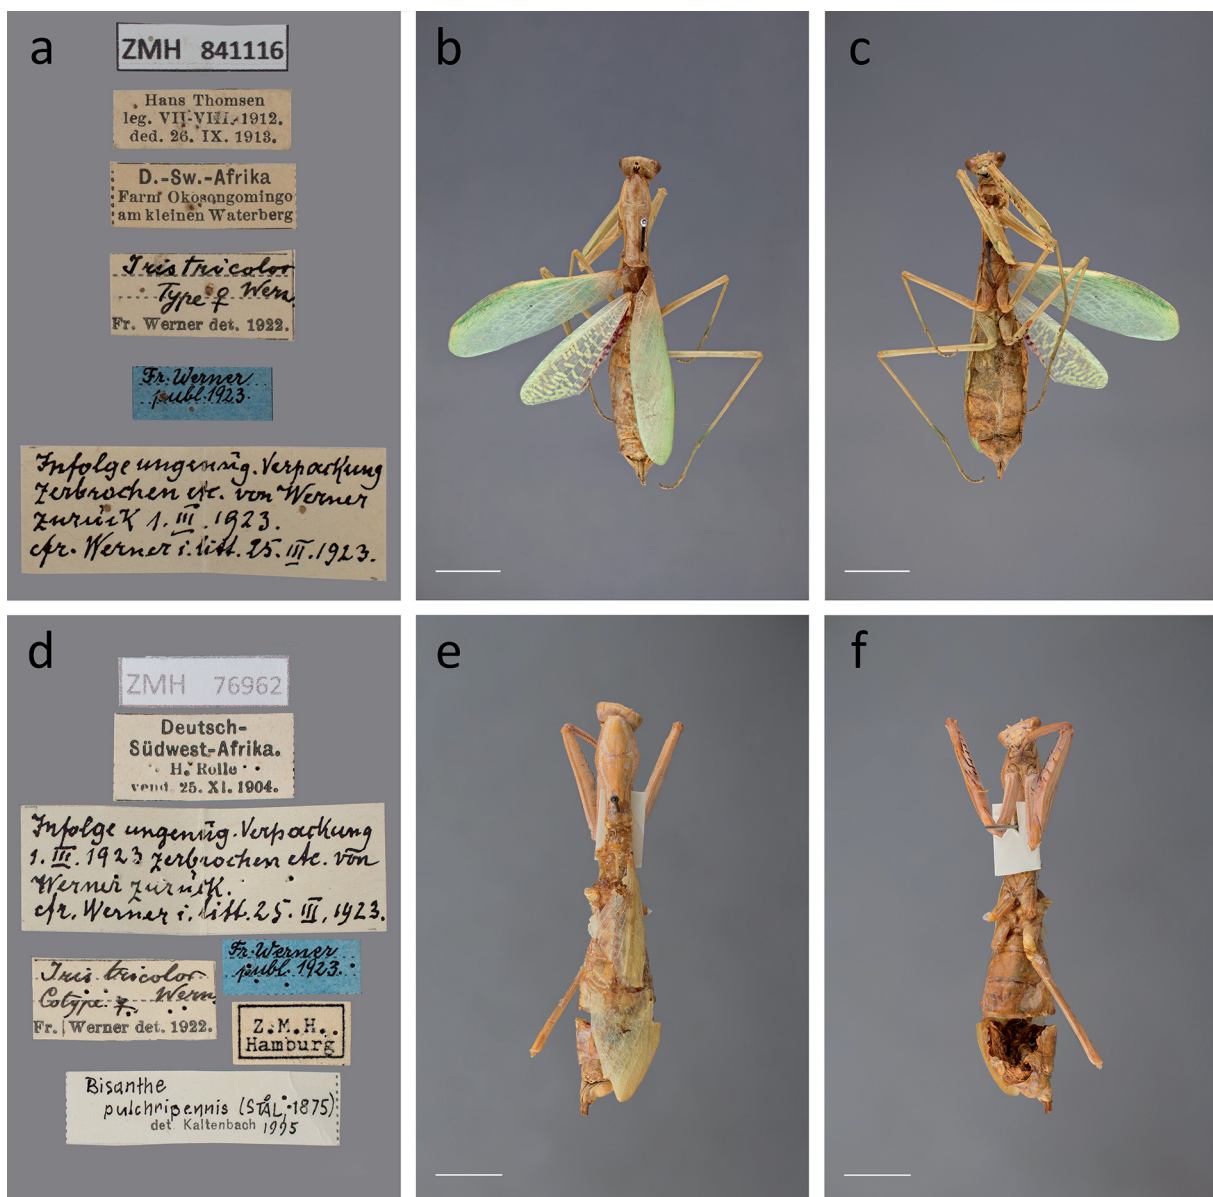 a
ZMH 841116
Hans Thomsen
leg. VII-VIII. 1912.
ded. 26. IX. 1913.
D.-Sw.-Afrika
Farm Okosongomingo
am kleinen Waterberg
Iris tricolor
Type ♀ Wern.
Fr. Werner det. 1922.
Fr. Werner
publ. 1923.
Infolge ungenüg. Verpackung
zerbrochen etc. von Werner
zurück 1. III. 1923.
cfr. Werner i. litt. 25. III. 1923.
b
c
d
ZMH 76962
Deutsch-
Südwest-Afrika.
H. Rolle
vend. 25. XI. 1904.
Infolge ungenüg. Verpackung
1. III. 1923 zerbrochen etc. von
Werner zurück.
cfr. Werner i. litt. 25. III. 1923.
Fr. Werner
publ. 1923.
Iris tricolor
Cotype ♀ Wern.
Fr. Werner det. 1922.
Z.M.H.
Hamburg
Bisanthe
pulchripennis (STÅL, 1875)
det Kaltenbach 1995
e
f